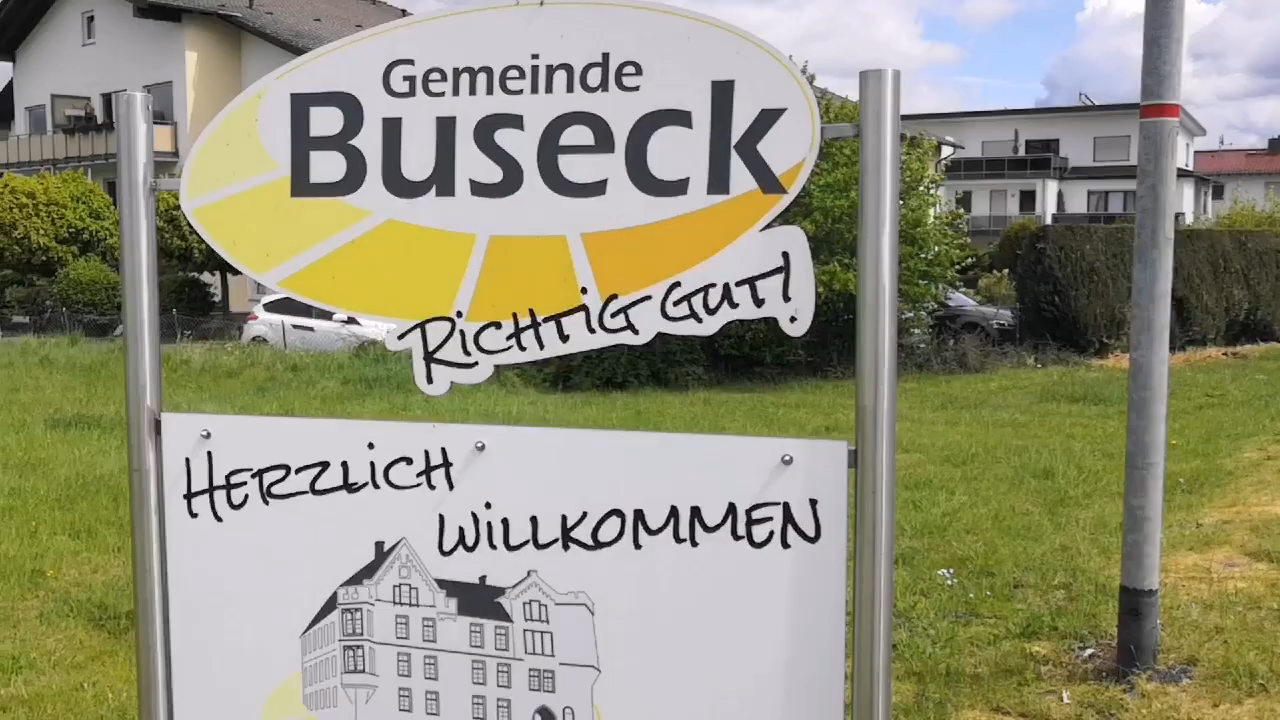 Gemeinde
Buseck
RiCHTiG GUT!
HERZLiCH
WiLLKOMMEN